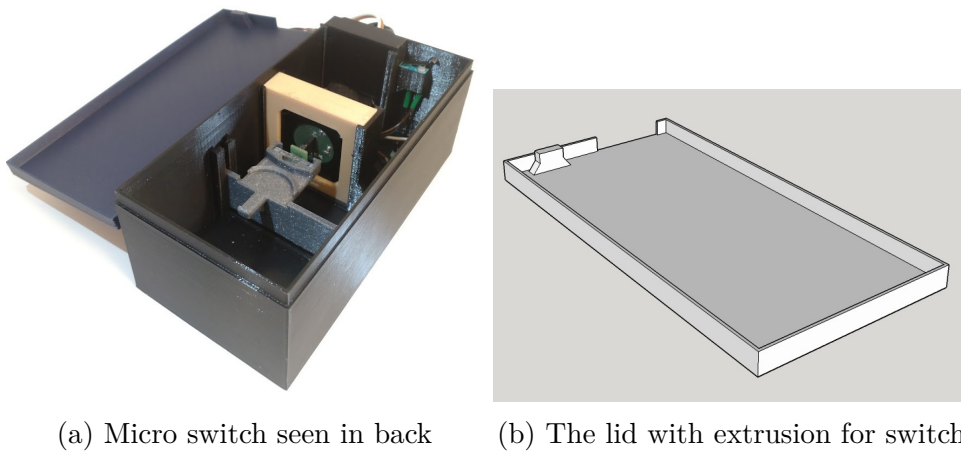 (a) Micro switch seen in back
(b) The lid with extrusion for switch